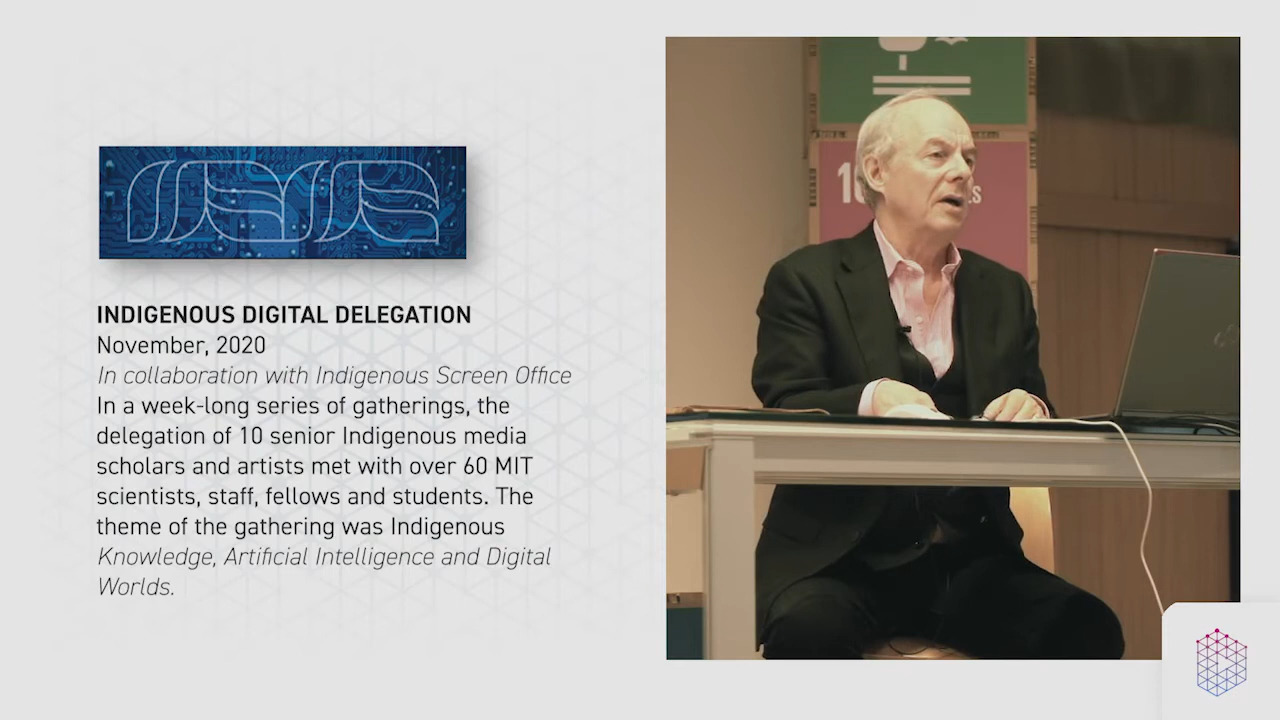 INDIGENOUS DIGITAL DELEGATION
November, 2020
In collaboration with Indigenous Screen Office
In a week-long series of gatherings, the
delegation of 10 senior Indigenous media
scholars and artists met with over 60 MIT
scientists, staff, fellows and students. The
theme of the gathering was Indigenous
Knowledge, Artificial Intelligence and Digital
Worlds.